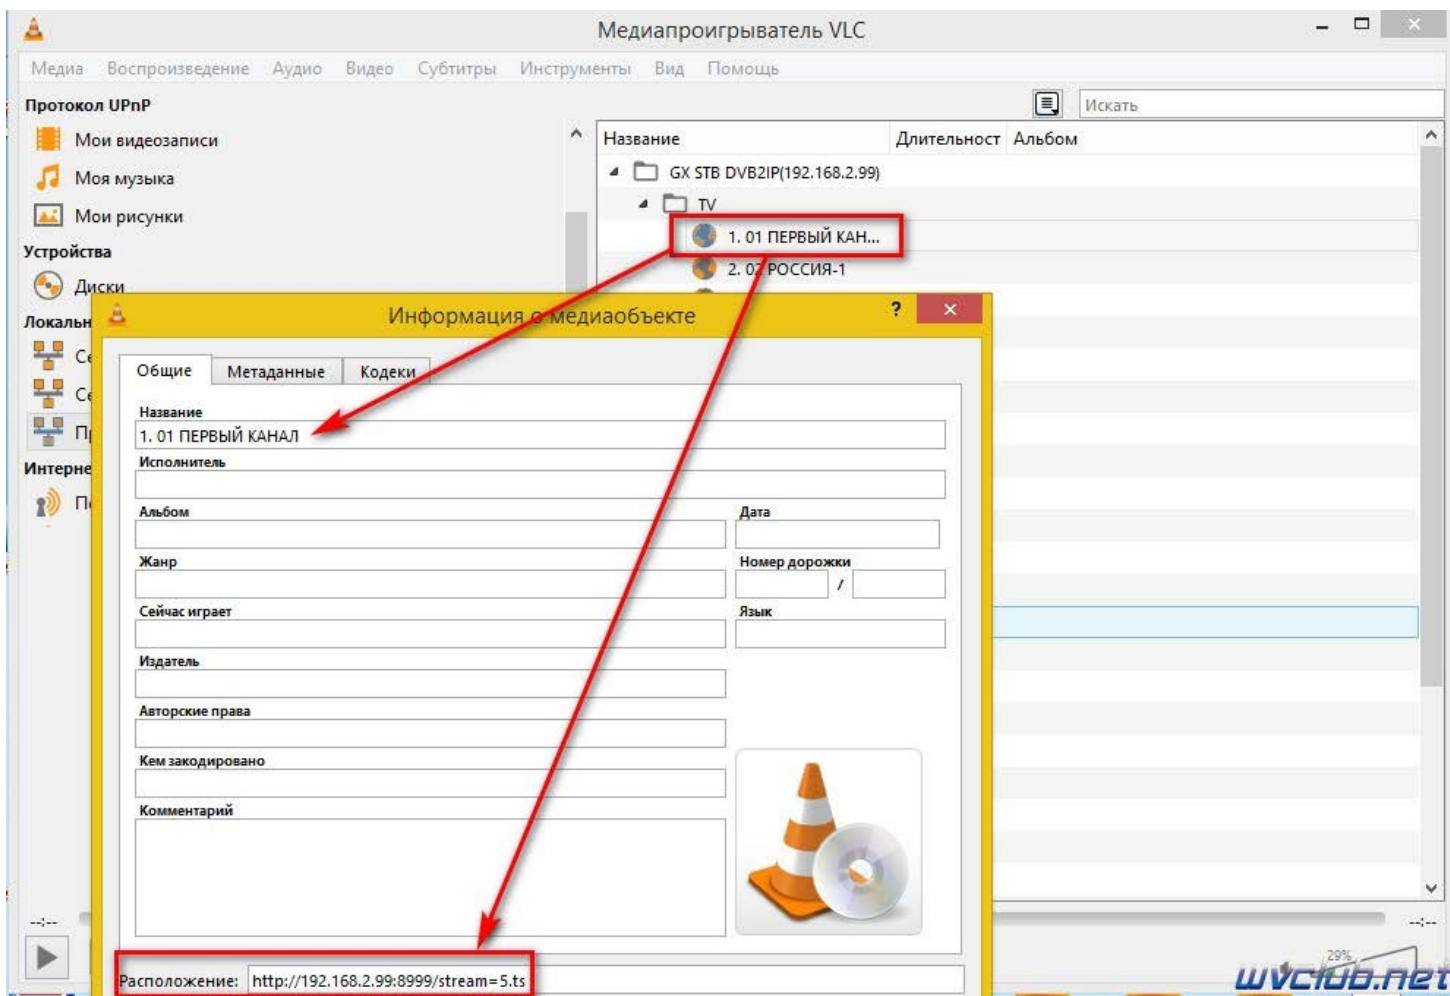 Медиапроигрыватель VLC
Медиа Воспроизведение Аудио Видео Субтитры Инструменты Вид Помощь
Протокол UPnP
Искать
Мои видеозаписи
Моя музыка
Мои рисунки
Устройства
Диски
Название Длительност Альбом
GX STB DVB2IP(192.168.2.99)
TV
1. 01 ПЕРВЫЙ КАН...
2. 02 РОССИЯ-1
Информация о медиаобъекте ?
Общие Метаданные Кодеки
Название
1. 01 ПЕРВЫЙ КАНАЛ
Исполнитель
Альбом Дата
Жанр Номер дорожки
/
Сейчас играет Язык
Издатель
Авторские права
Кем закодировано
Комментарий
Расположение: http://192.168.2.99:8999/stream=5.ts
--:-- --:--
29%
wvclub.net